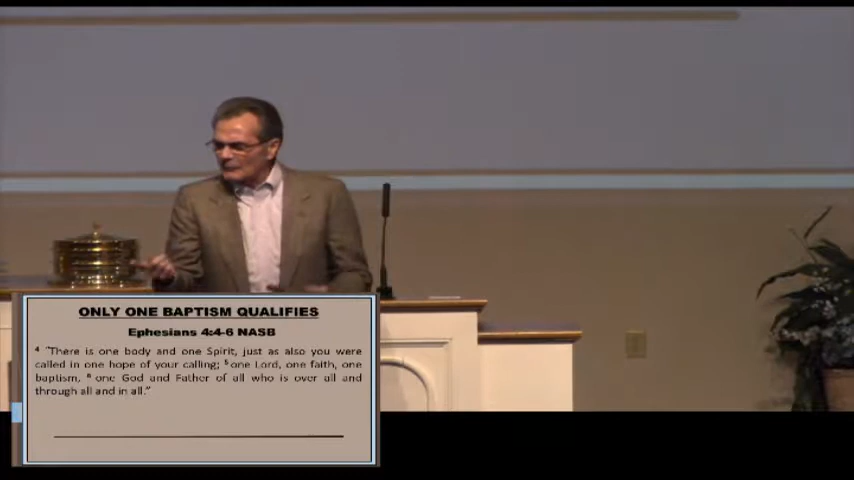 ONLY ONE BAPTISM QUALIFIES
Ephesians 4:4-6 NASB
4 "There is one body and one Spirit, just as also you were
called in one hope of your calling; 5 one Lord, one faith, one
baptism, 6 one God and Father of all who is over all and
through all and in all."